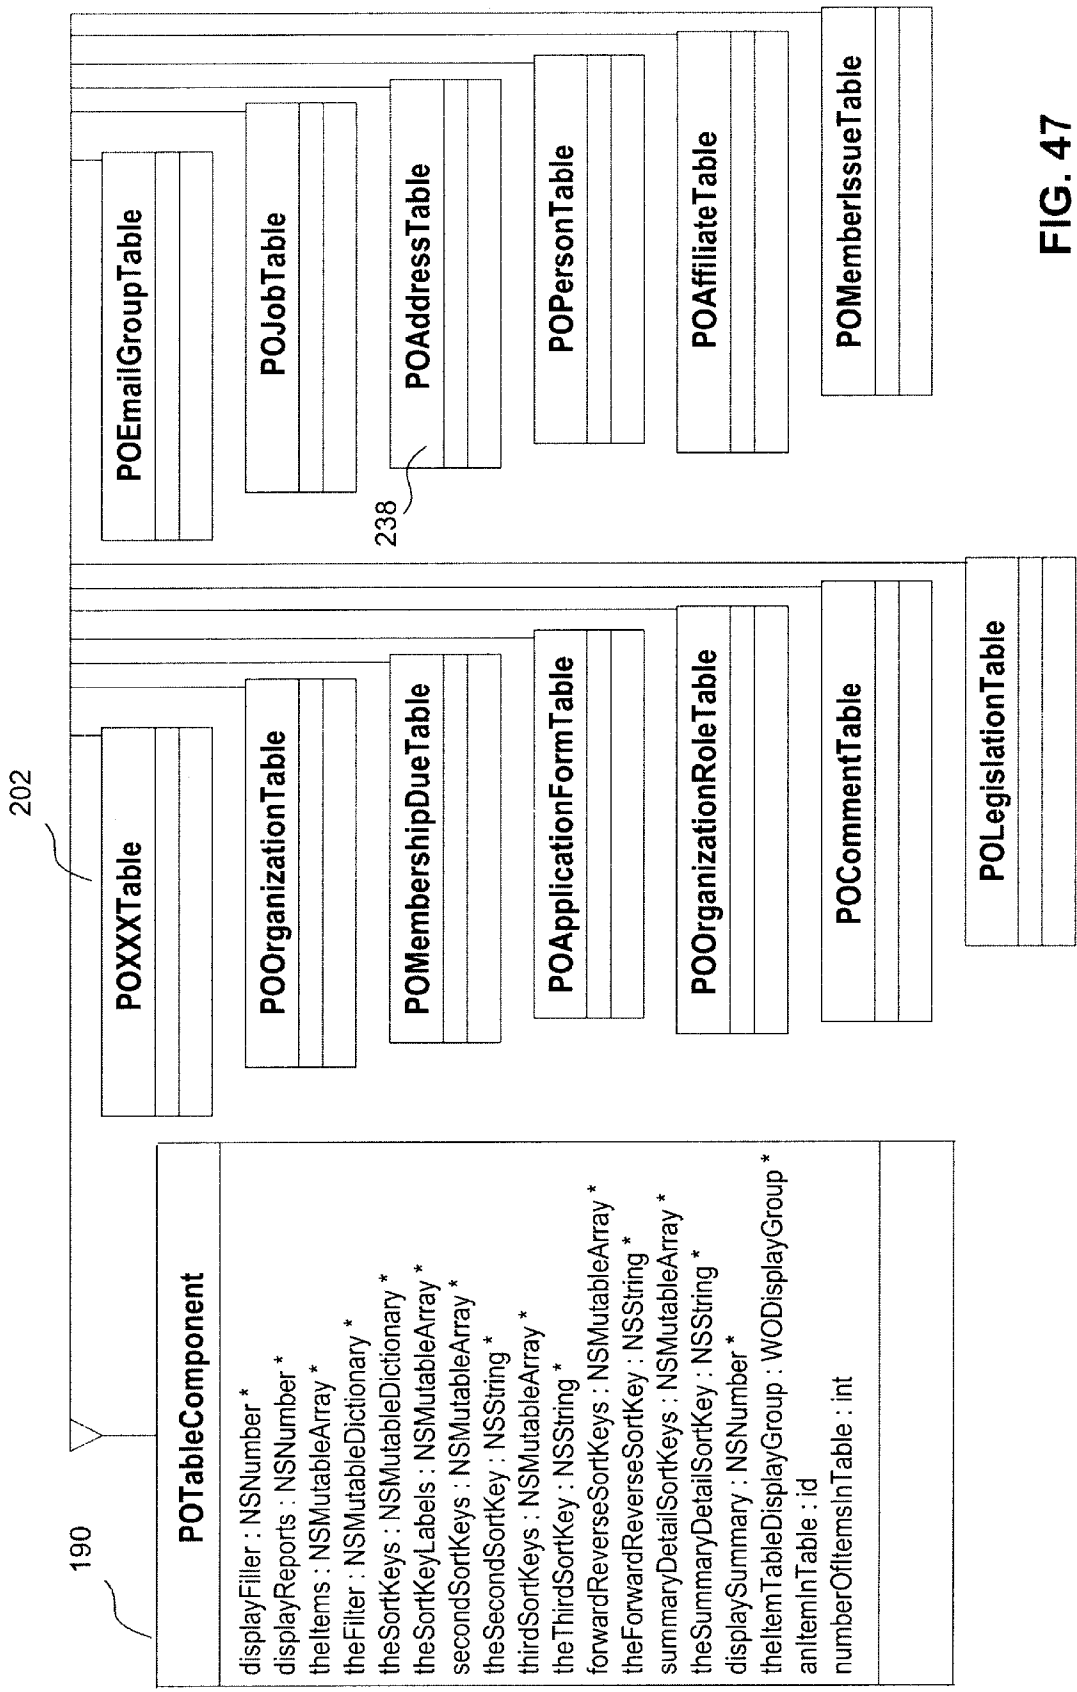 190
POTableComponent
displayFiller : NSNumber *
displayReports : NSNumber *
theItems : NSMutableArray *
theFilter : NSMutableDictionary *
theSortKeys : NSMutableDictionary *
theSortKeyLabels : NSMutableArray *
secondSortKeys : NSMutableArray *
theSecondSortKey : NSString *
thirdSortKeys : NSMutableArray *
theThirdSortKey : NSString *
forwardReverseSortKeys : NSMutableArray *
theForwardReverseSortKey : NSString *
summaryDetailSortKeys : NSMutableArray *
theSummaryDetailSortKey : NSString *
displaySummary : NSNumber *
theItemTableDisplayGroup : WODisplayGroup *
anItemInTable : id
numberOfItemsInTable : int
202
POXXXTable
POOrganizationTable
POMembershipDueTable
POApplicationFormTable
POOrganizationRoleTable
POCommentTable
POLegislationTable
POEmailGroupTable
POJobTable
238
POAddressTable
POPersonTable
POAffiliateTable
POMemberIssueTable
FIG. 47